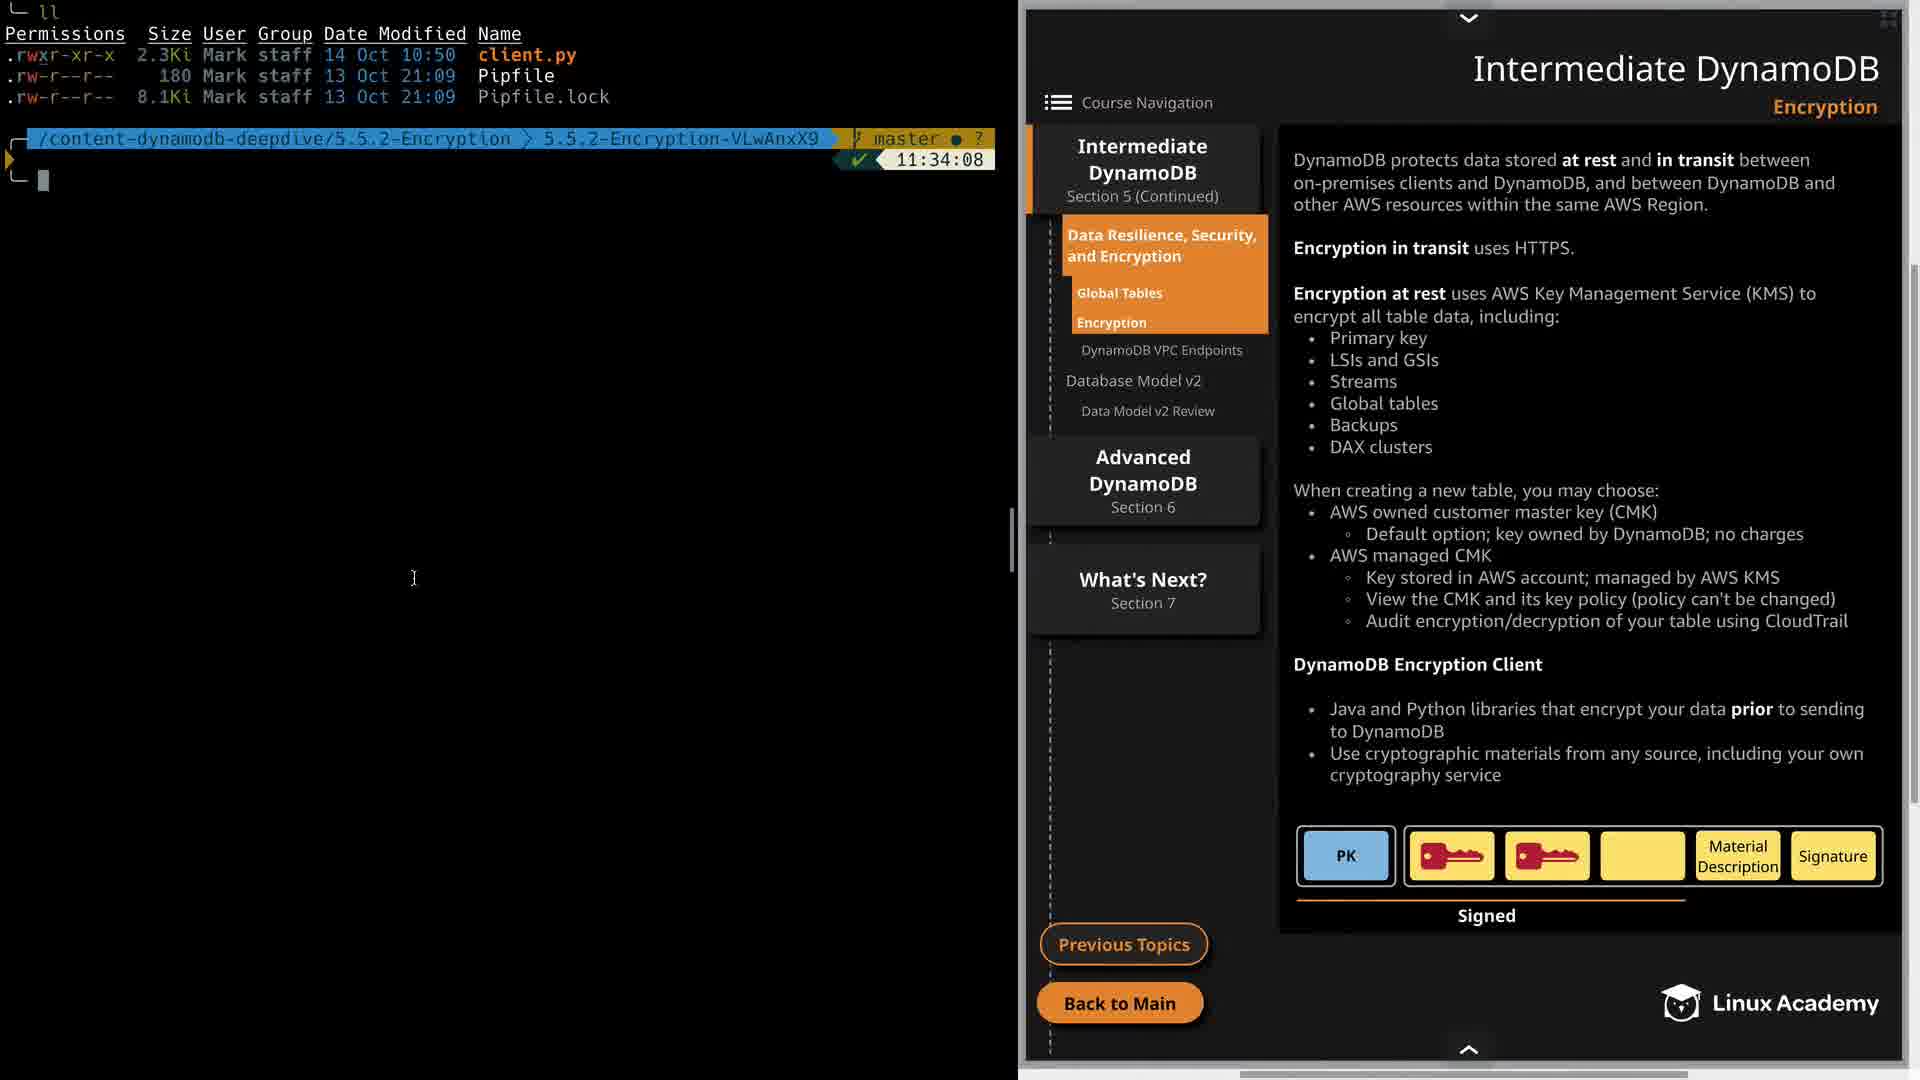 ll
Permissions Size User Group Date Modified Name
.rwxr-xr-x 2.3Ki Mark staff 14 Oct 10:50 client.py
.rw-r--r-- 180 Mark staff 13 Oct 21:09 Pipfile
.rw-r--r-- 8.1Ki Mark staff 13 Oct 21:09 Pipfile.lock
/content-dynamodb-deepdive/5.5.2-Encryption 5.5.2-Encryption-VLwAnxX9 master ● ?
✔ 11:34:08
Intermediate DynamoDB
Encryption
Course Navigation
Intermediate
DynamoDB
Section 5 (Continued)
Data Resilience, Security,
and Encryption
Global Tables
Encryption
DynamoDB VPC Endpoints
Database Model v2
Data Model v2 Review
Advanced
DynamoDB
Section 6
What's Next?
Section 7
Previous Topics
Back to Main
DynamoDB protects data stored at rest and in transit between
on-premises clients and DynamoDB, and between DynamoDB and
other AWS resources within the same AWS Region.
Encryption in transit uses HTTPS.
Encryption at rest uses AWS Key Management Service (KMS) to
encrypt all table data, including:
• Primary key
• LSIs and GSIs
• Streams
• Global tables
• Backups
• DAX clusters
When creating a new table, you may choose:
• AWS owned customer master key (CMK)
◦ Default option; key owned by DynamoDB; no charges
• AWS managed CMK
◦ Key stored in AWS account; managed by AWS KMS
◦ View the CMK and its key policy (policy can't be changed)
◦ Audit encryption/decryption of your table using CloudTrail
DynamoDB Encryption Client
• Java and Python libraries that encrypt your data prior to sending
to DynamoDB
• Use cryptographic materials from any source, including your own
cryptography service
PK
Material
Description
Signature
Signed
Linux Academy